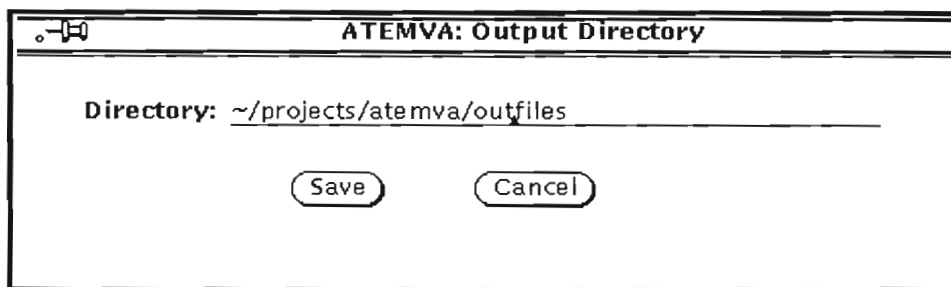 ATEMVA: Output Directory
Directory: ~/projects/atemva/outfiles
Save Cancel